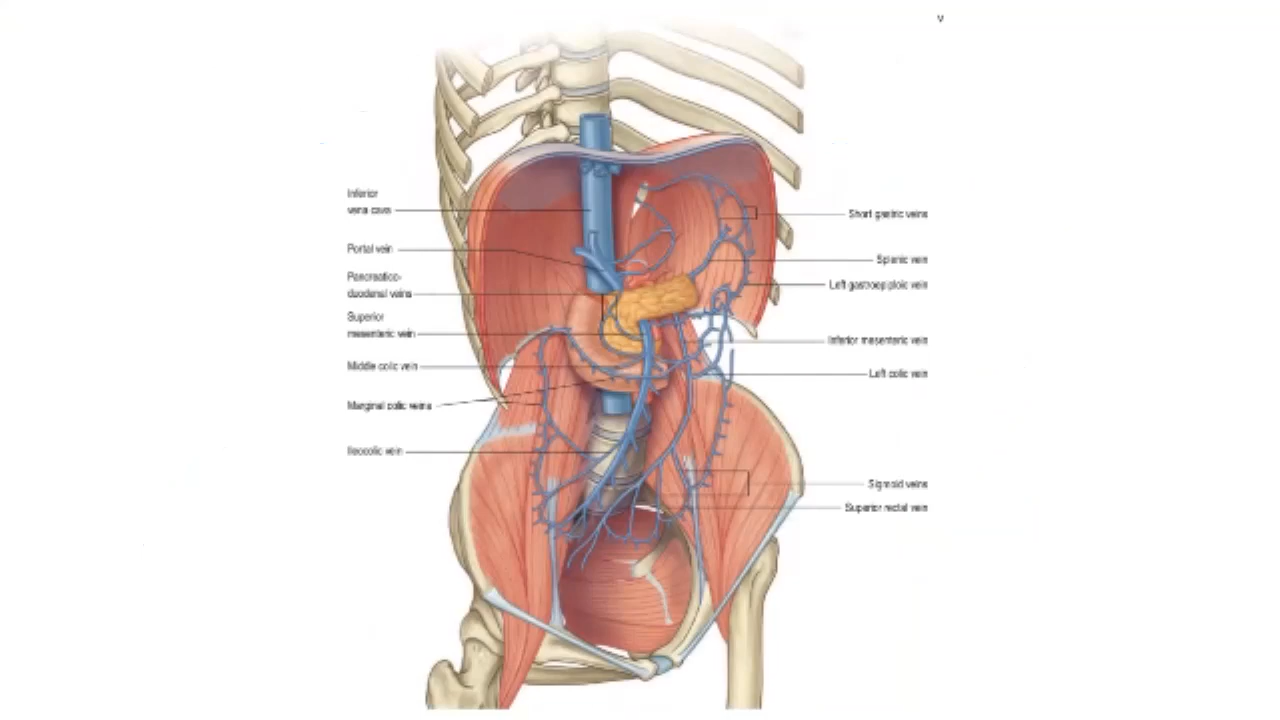 v
Inferior
vena cava
Portal vein
Pancreatico-
duodenal veins
Superior
mesenteric vein
Middle colic vein
Marginal colic veins
Ileocolic vein
Short gastric veins
Splenic vein
Left gastroepiploic vein
Inferior mesenteric vein
Left colic vein
Sigmoid veins
Superior rectal vein